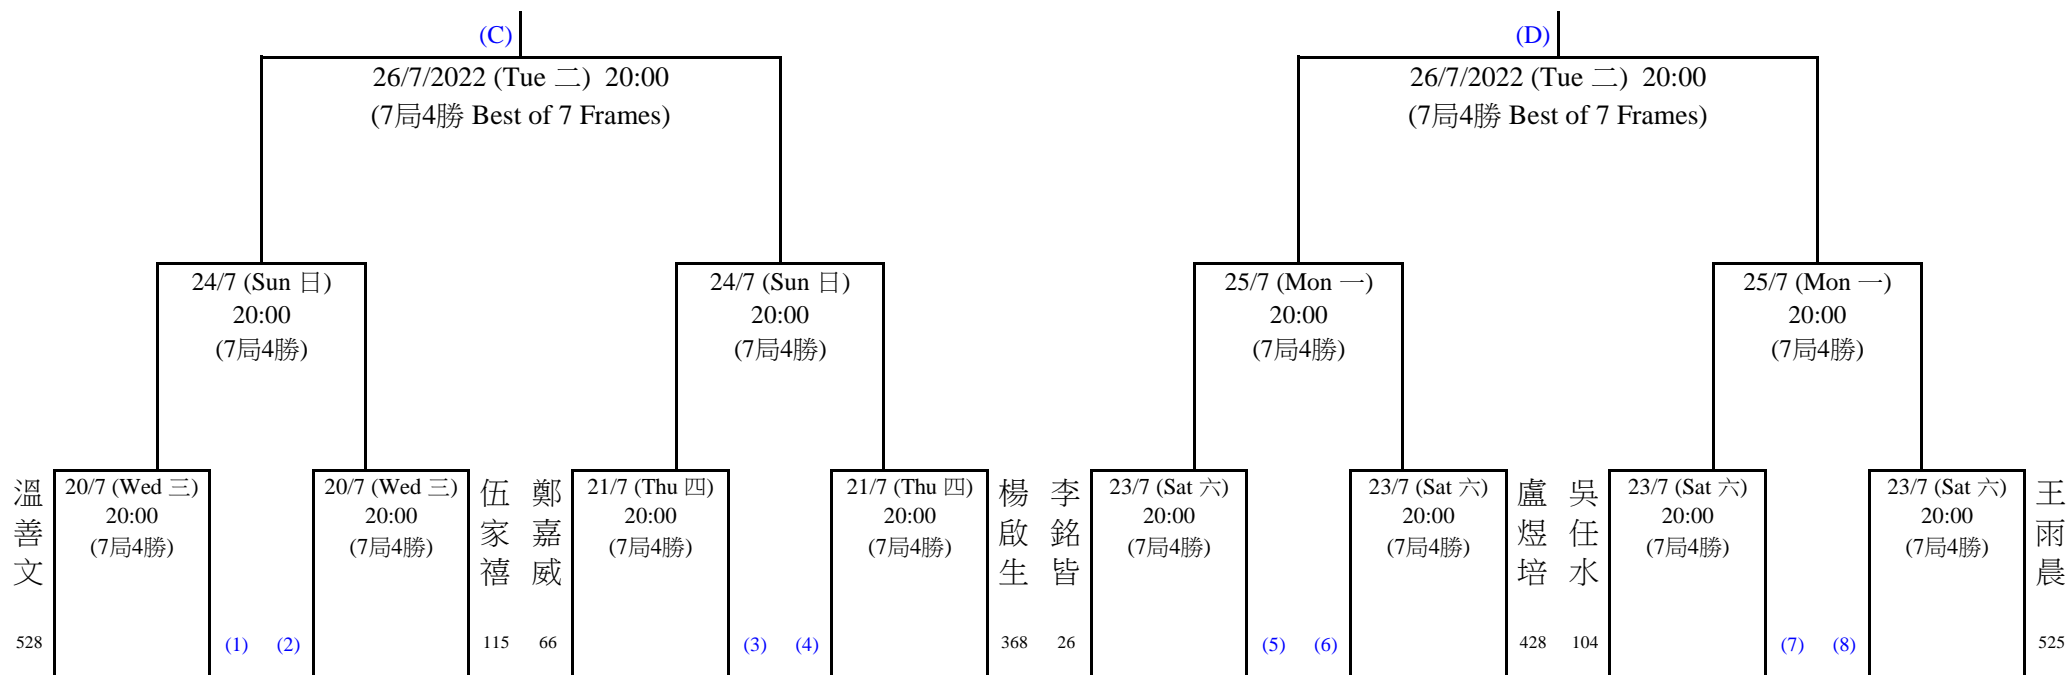 (C)
26/7/2022 (Tue 二) 20:00
(7局4勝 Best of 7 Frames)
(D)
26/7/2022 (Tue 二) 20:00
(7局4勝 Best of 7 Frames)
24/7 (Sun 日)
20:00
(7局4勝)
24/7 (Sun 日)
20:00
(7局4勝)
25/7 (Mon 一)
20:00
(7局4勝)
25/7 (Mon 一)
20:00
(7局4勝)
溫善文
528
20/7 (Wed 三)
20:00
(7局4勝)
(1)
(2)
20/7 (Wed 三)
20:00
(7局4勝)
伍家禧
115
鄭嘉威
66
21/7 (Thu 四)
20:00
(7局4勝)
(3)
(4)
21/7 (Thu 四)
20:00
(7局4勝)
楊啟生
368
李銘皆
26
23/7 (Sat 六)
20:00
(7局4勝)
(5)
(6)
23/7 (Sat 六)
20:00
(7局4勝)
盧煜培
428
吳任水
104
23/7 (Sat 六)
20:00
(7局4勝)
(7)
(8)
23/7 (Sat 六)
20:00
(7局4勝)
王雨晨
525